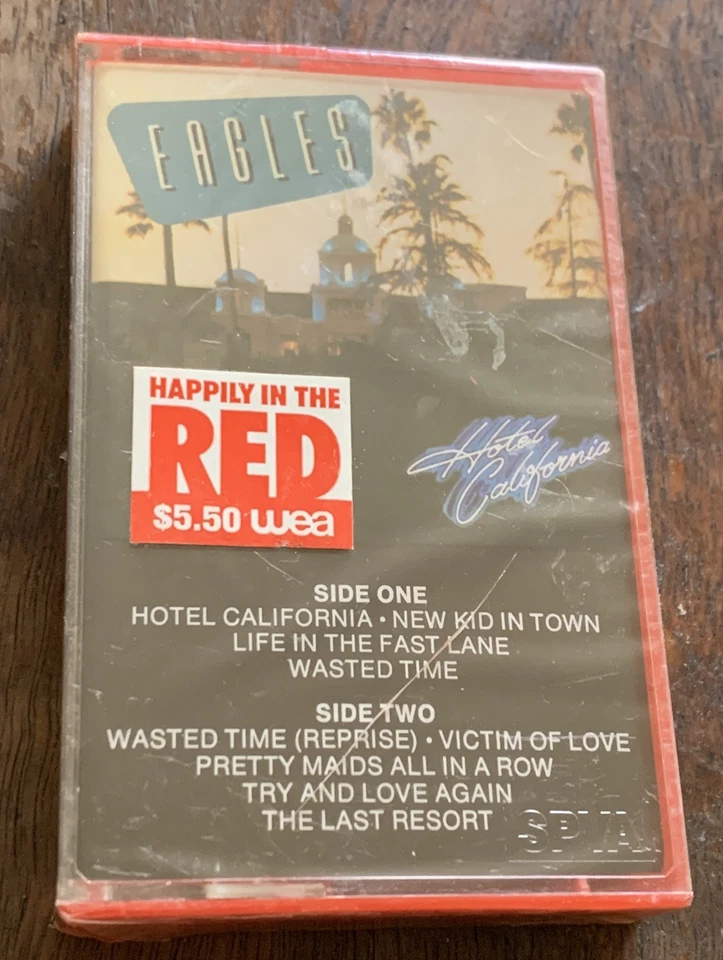 EAGLES
HAPPILY IN THE
RED
$5.50 wea
Hotel
California
SIDE ONE
HOTEL CALIFORNIA • NEW KID IN TOWN
LIFE IN THE FAST LANE
WASTED TIME
SIDE TWO
WASTED TIME (REPRISE) • VICTIM OF LOVE
PRETTY MAIDS ALL IN A ROW
TRY AND LOVE AGAIN
THE LAST RESORT